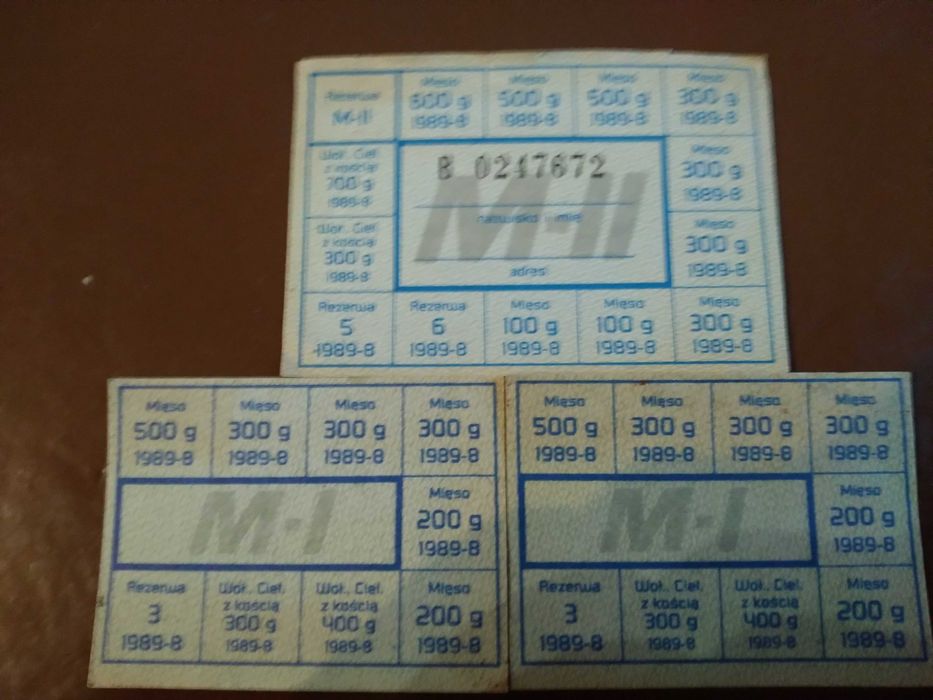 Rezerwa
M-II
Mięso
500 g
1989-8
Mięso
500 g
1989-8
Mięso
500 g
1989-8
Mięso
300 g
1989-8
Woł. Ciel.
z kością
700 g
1989-8
B 0247672
M-II
nazwisko i imię
adres
Mięso
300 g
1989-8
Woł. Ciel.
z kością
300 g
1989-8
Mięso
300 g
1989-8
Rezerwa
5
1989-8
Rezerwa
6
1989-8
Mięso
100 g
1989-8
Mięso
100 g
1989-8
Mięso
300 g
1989-8
Mięso
500 g
1989-8
Mięso
300 g
1989-8
Mięso
300 g
1989-8
Mięso
300 g
1989-8
M-I
Mięso
200 g
1989-8
Rezerwa
3
1989-8
Woł. Ciel.
z kością
300 g
1989-8
Woł. Ciel.
z kością
400 g
1989-8
Mięso
200 g
1989-8
Mięso
500 g
1989-8
Mięso
300 g
1989-8
Mięso
300 g
1989-8
Mięso
300 g
1989-8
M-I
Mięso
200 g
1989-8
Rezerwa
3
1989-8
Woł. Ciel.
z kością
300 g
1989-8
Woł. Ciel.
z kością
400 g
1989-8
Mięso
200 g
1989-8